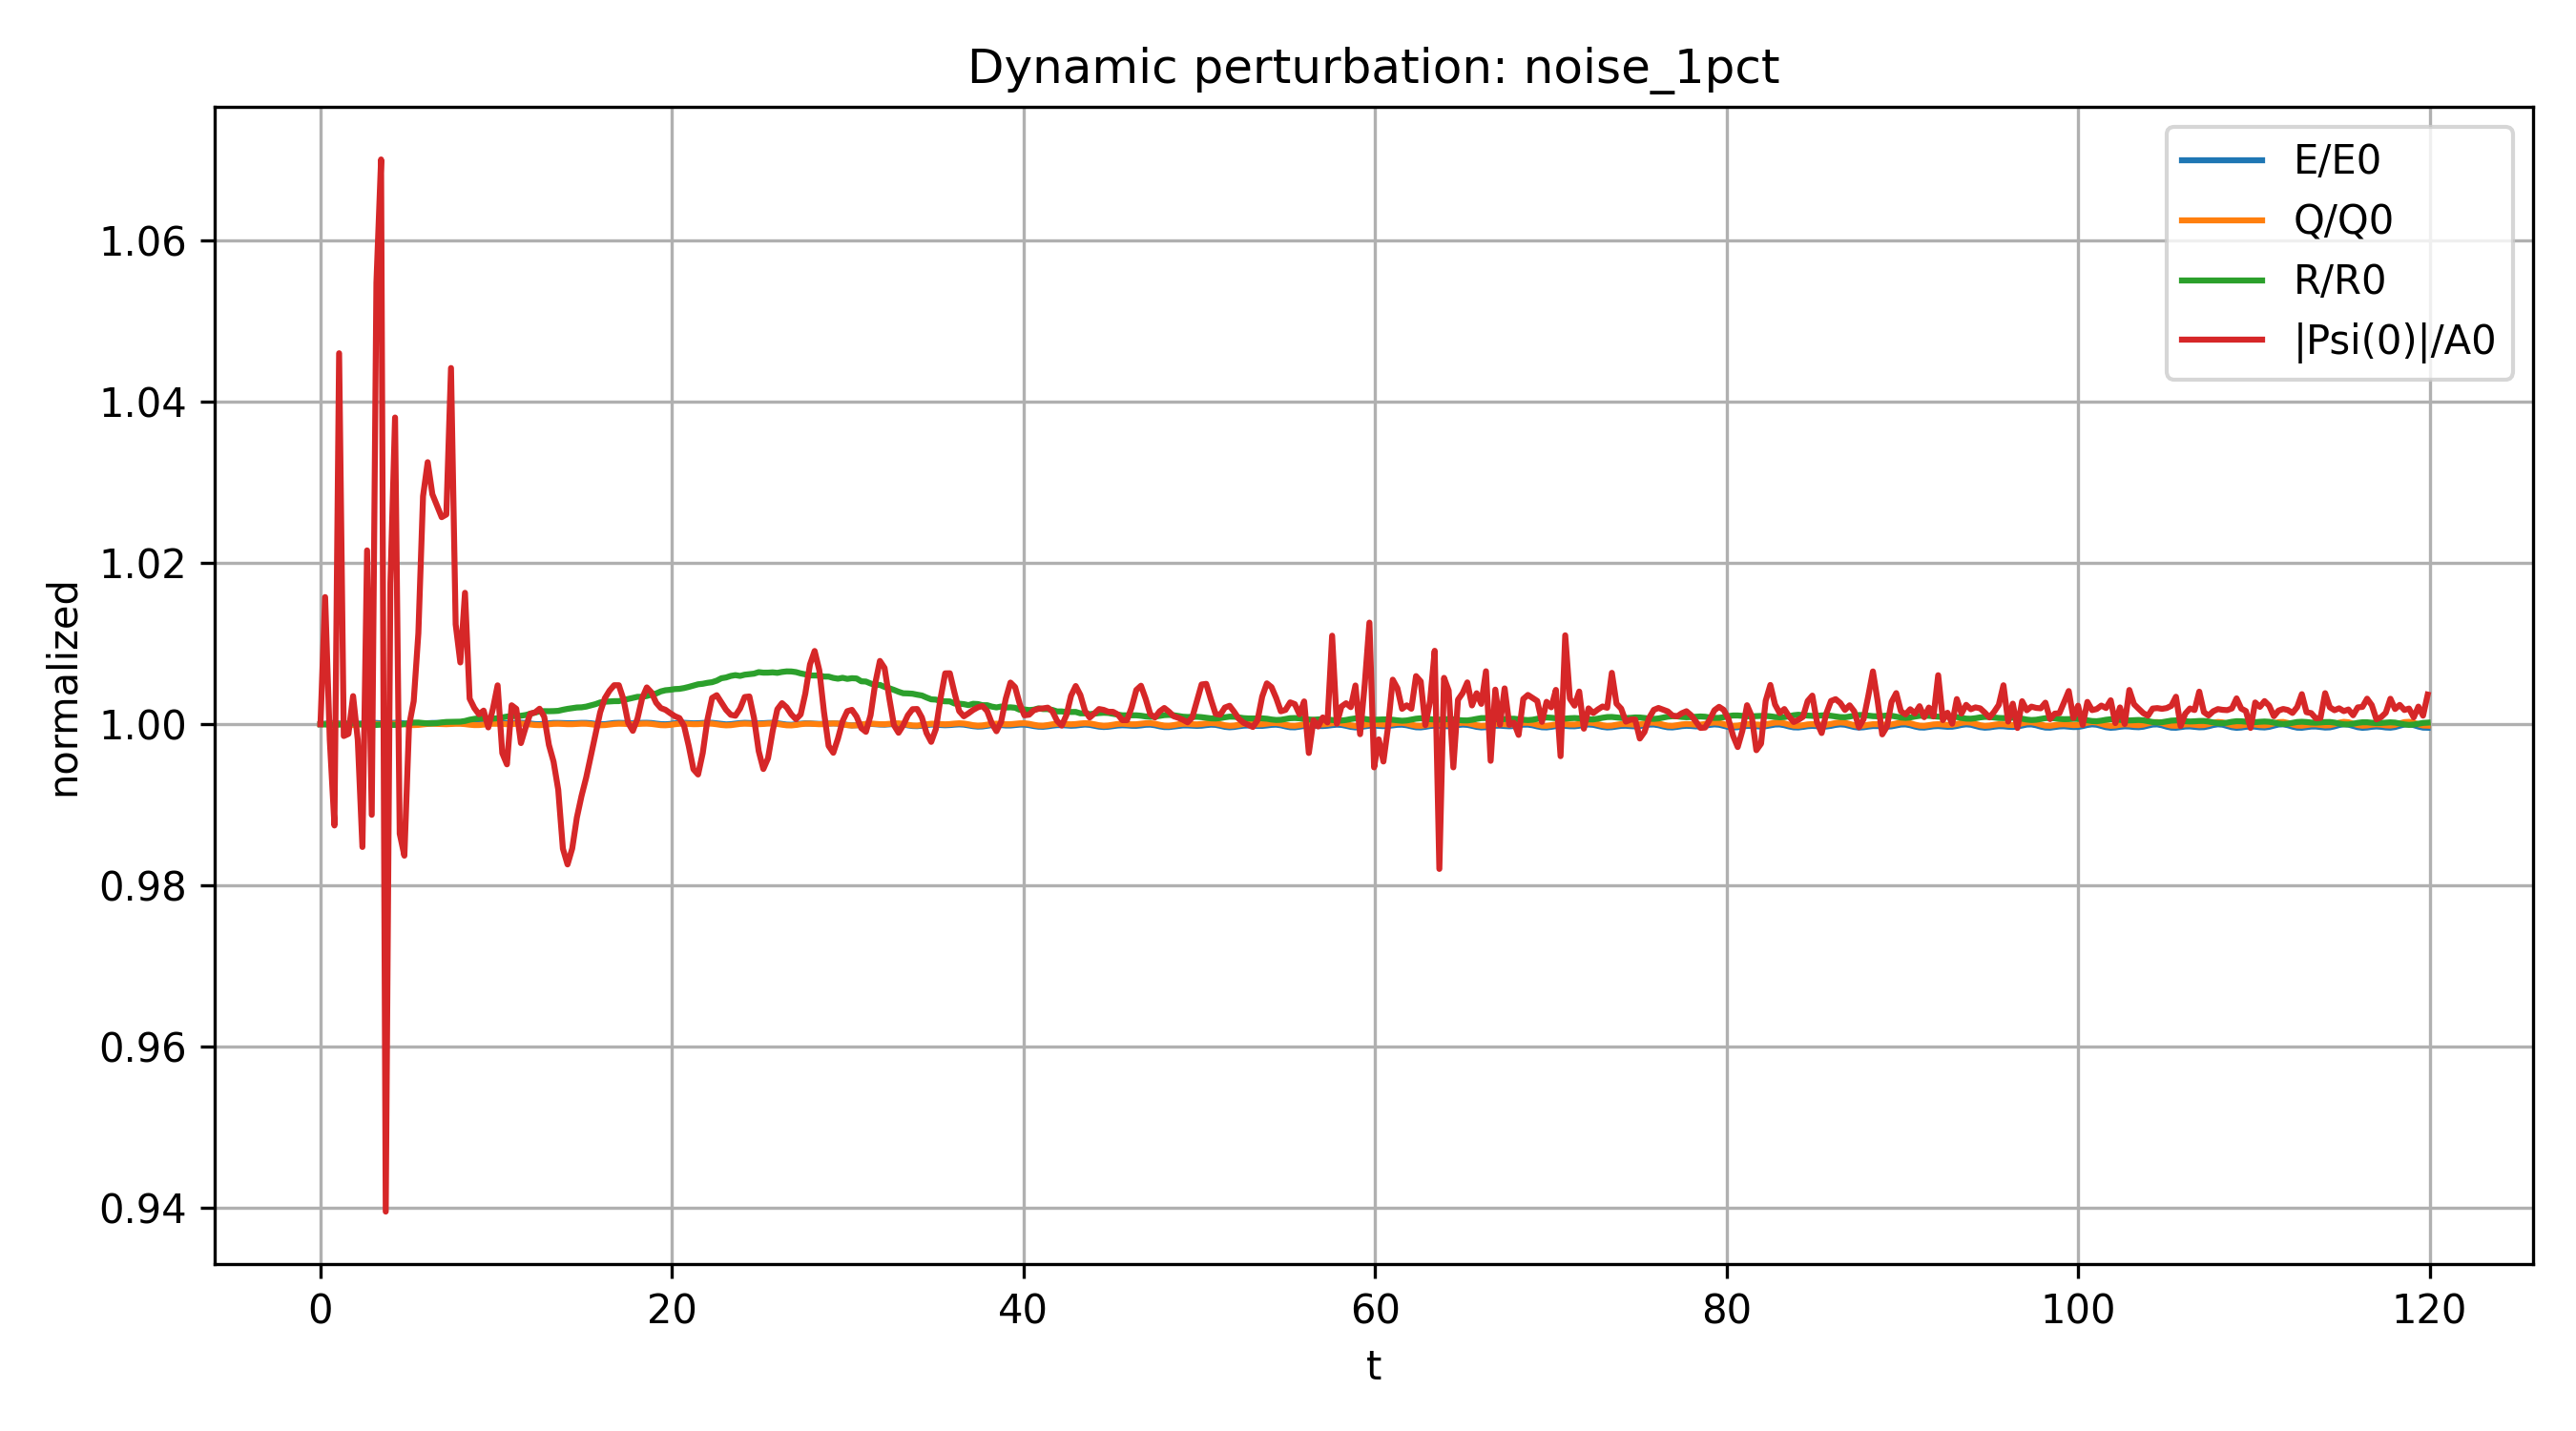 Dynamic perturbation: noise_1pct
E/E0
Q/Q0
R/R0
|Psi(0)|/A0
normalized
1.06
1.04
1.02
1.00
0.98
0.96
0.94
0 20 40 60 80 100 120
t